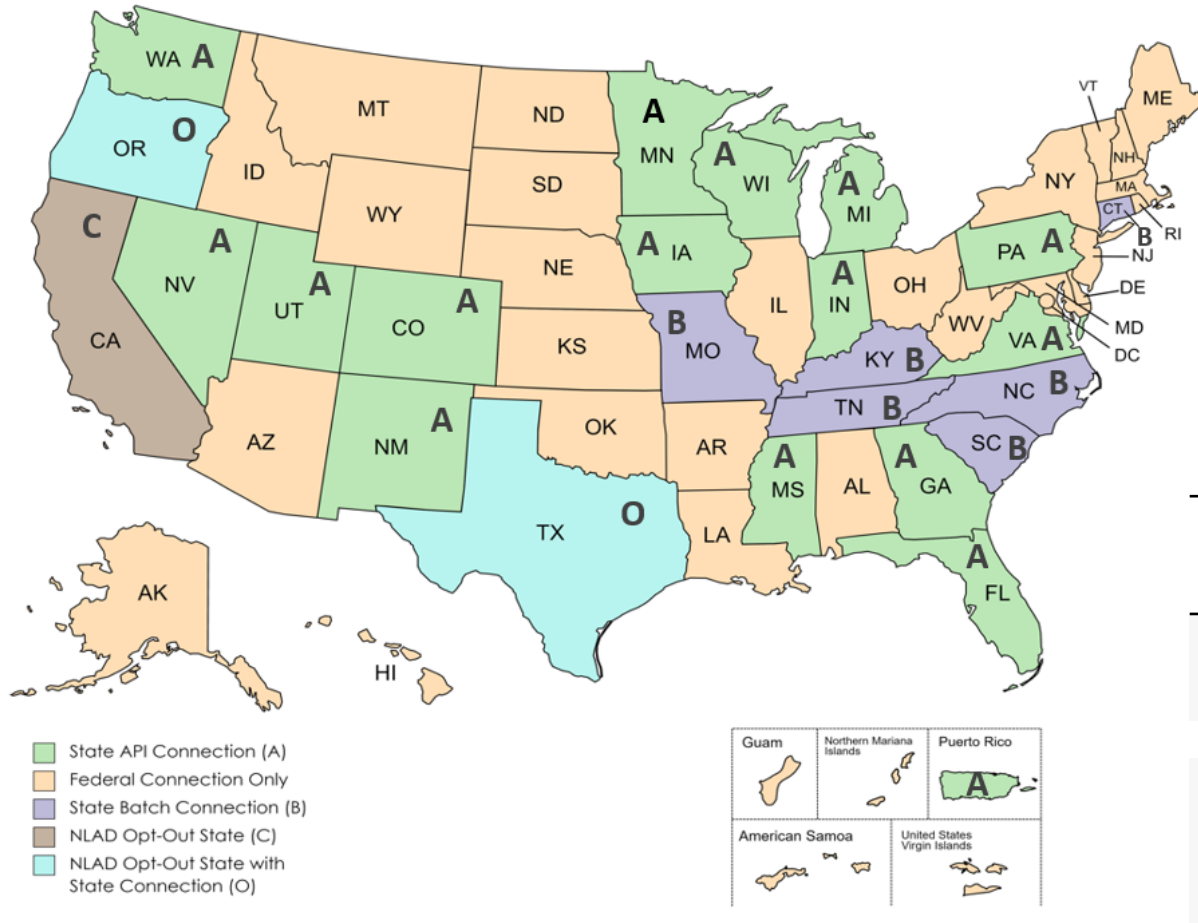 WA A
MT
ND
A
MN
VT
ME
OR O
ID
SD
WY
A
WI
A
MI
NH
NY
MA
CT
RI
B
C
NV A
UT A
CO A
NE
A IA
IL
A
IN
OH
PA A
NJ
DE
MD
DC
WV
VA A
CA
KS
B
MO
KY B
TN B
NC B
AZ
NM A
OK
AR
SC B
A
MS
AL
A
GA
TX O
LA
A
FL
AK
HI
State API Connection (A)
Federal Connection Only
State Batch Connection (B)
NLAD Opt-Out State (C)
NLAD Opt-Out State with
State Connection (O)
Guam
Northern Mariana
Islands
Puerto Rico
A
American Samoa
United States
Virgin Islands